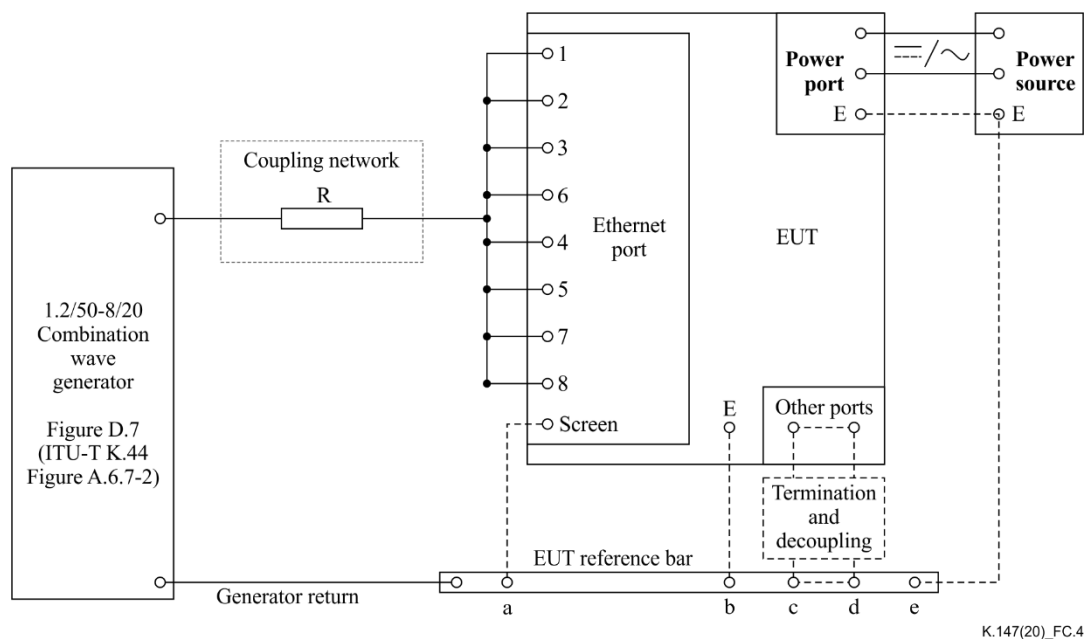 1
2
3
6
4
5
7
8
Screen
Ethernet
port
EUT
Power
port
E
Power
source
E
Coupling network
R
1.2/50-8/20
Combination
wave
generator
Figure D.7
(ITU-T K.44
Figure A.6.7-2)
E
Other ports
Termination
and
decoupling
EUT reference bar
Generator return
a
b
c
d
e
K.147(20)_FC.4